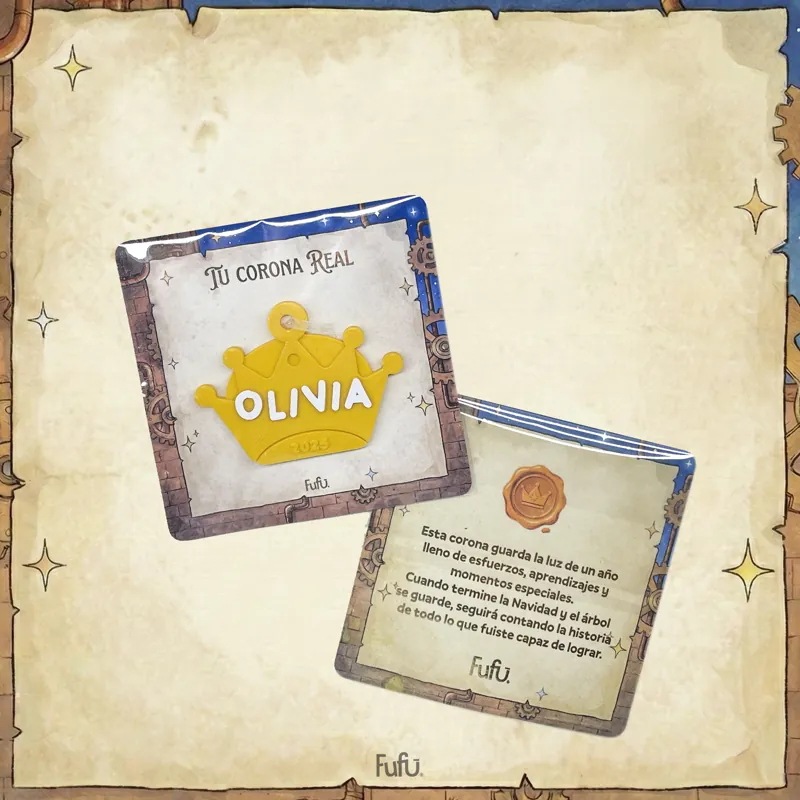 Tu corona Real
OLIVIA
2025
Fufū.
Esta corona guarda la luz de un año
lleno de esfuerzos, aprendizajes y
momentos especiales.
Cuando termine la Navidad y el árbol
se guarde, seguirá contando la historia
de todo lo que fuiste capaz de lograr.
Fufū.
Fufū.